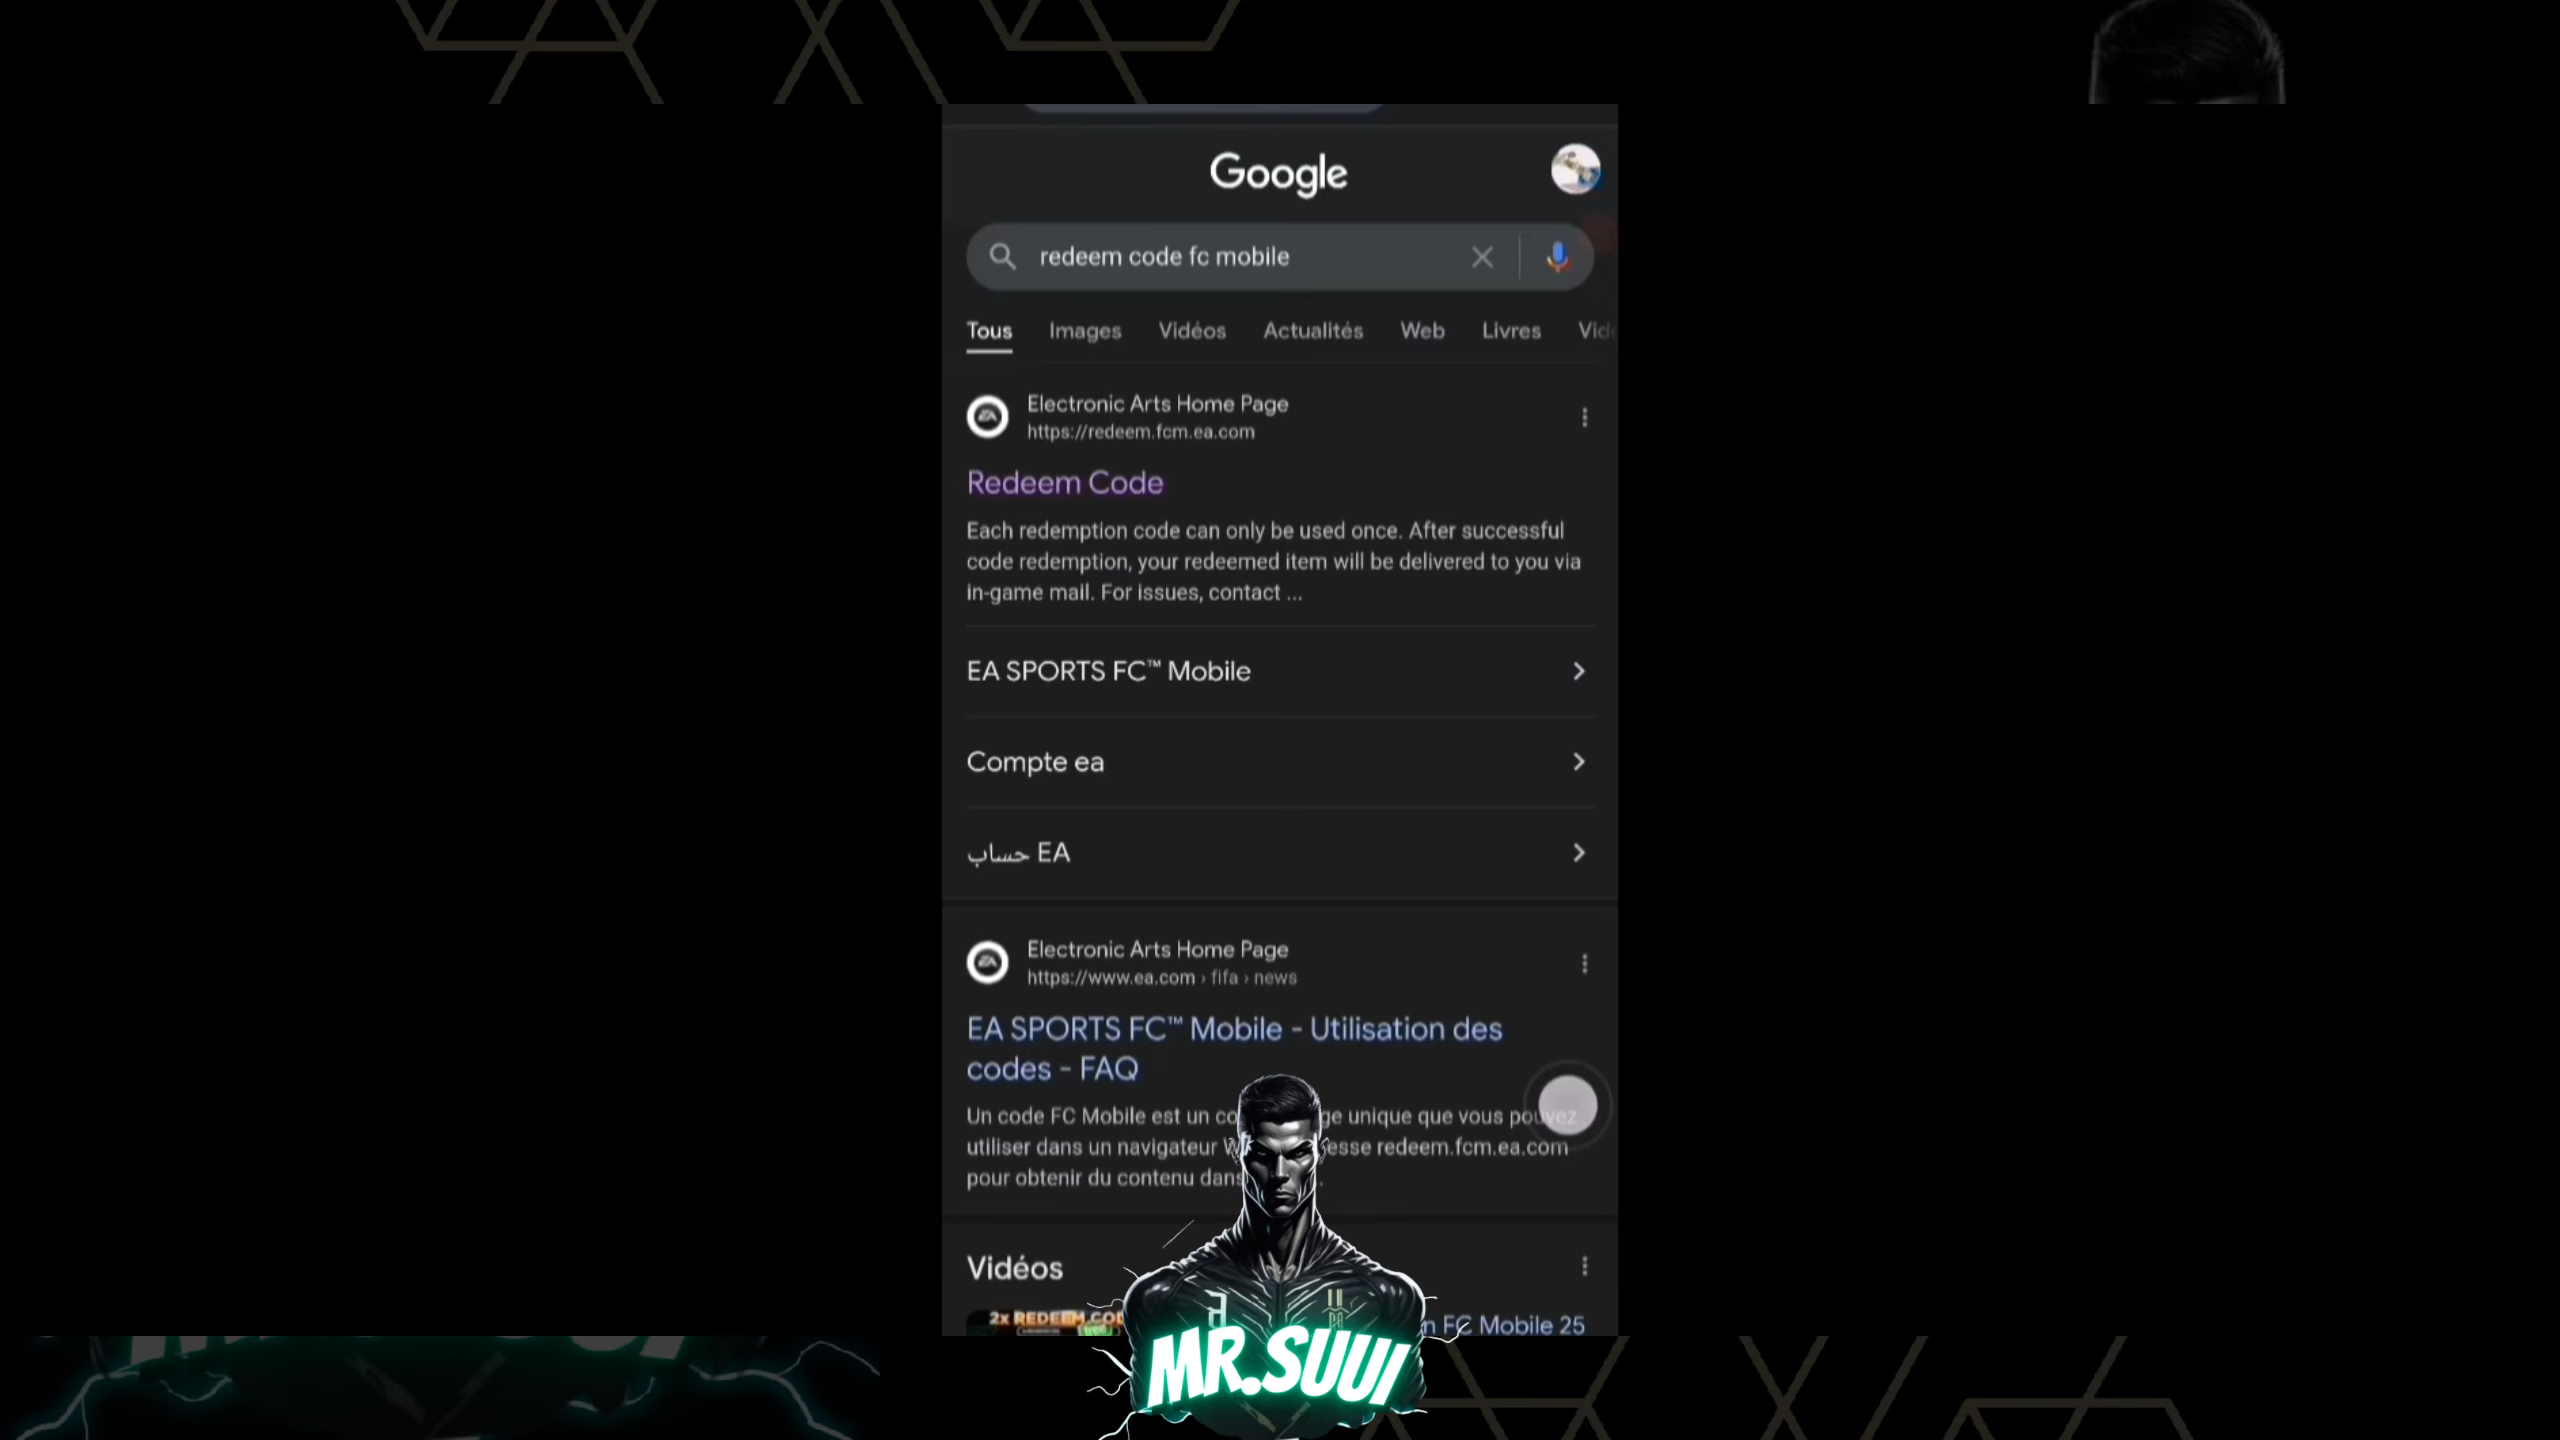 Google
redeem code fc mobile
Tous Images Vidéos Actualités Web Livres
Electronic Arts Home Page
https://redeem.fcm.ea.com
Redeem Code
Each redemption code can only be used once. After successful
code redemption, your redeemed item will be delivered to you via
in-game mail. For issues, contact ...
EA SPORTS FC™ Mobile
Compte ea
حساب EA
Electronic Arts Home Page
https://www.ea.com › fifa › news
EA SPORTS FC™ Mobile - Utilisation des
codes - FAQ
Un code FC Mobile est un unique que vous pouvez
utiliser dans un navigateur redeem.fcm.ea.com
pour obtenir du contenu dans
Vidéos
2x REDEEM
FC Mobile 25
MR.SUUI